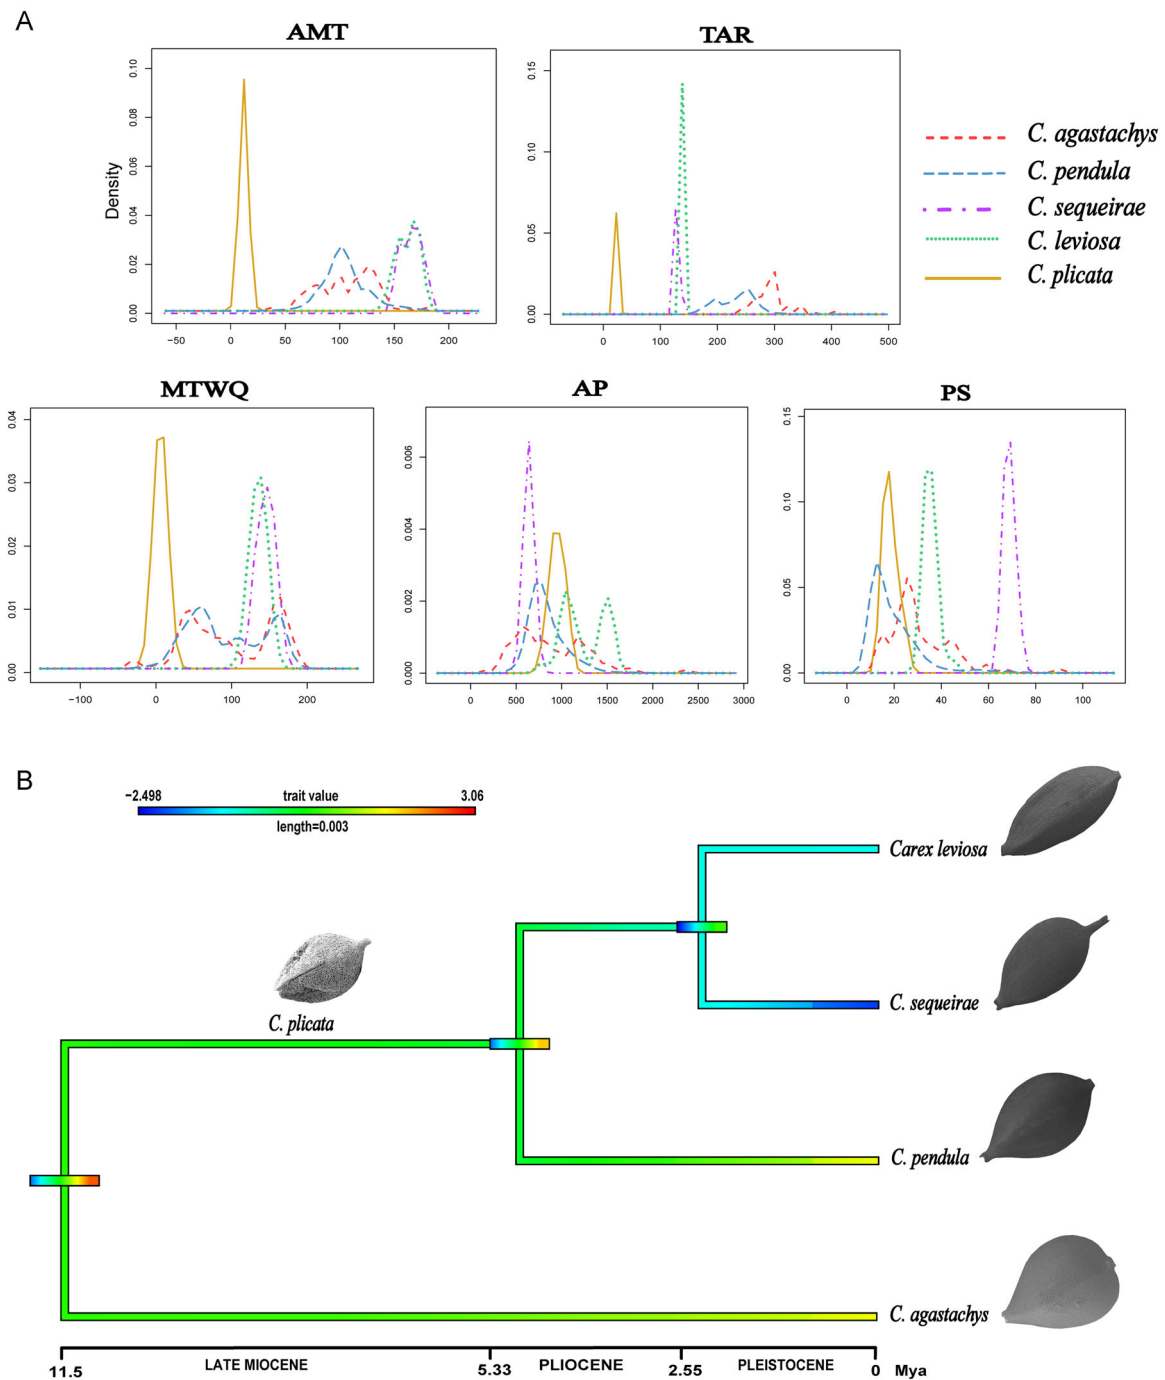 A
AMT
TAR
C. agastachys
C. pendula
C. sequeirae
C. leviosa
C. plicata
Density
0.00 0.02 0.04 0.06 0.08 0.10
−50 0 50 100 150 200
0.00 0.05 0.10 0.15
0 100 200 300 400 500
MTWQ
AP
PS
0.00 0.01 0.02 0.03 0.04
−100 0 100 200
0.000 0.002 0.004 0.006
0 500 1000 1500 2000 2500 3000
0.00 0.05 0.10 0.15
0 20 40 60 80 100
B
−2.498 trait value 3.06
length=0.003
Carex leviosa
C. sequeirae
C. plicata
C. pendula
C. agastachys
LATE MIOCENE PLIOCENE PLEISTOCENE
11.5 5.33 2.55 0 Mya